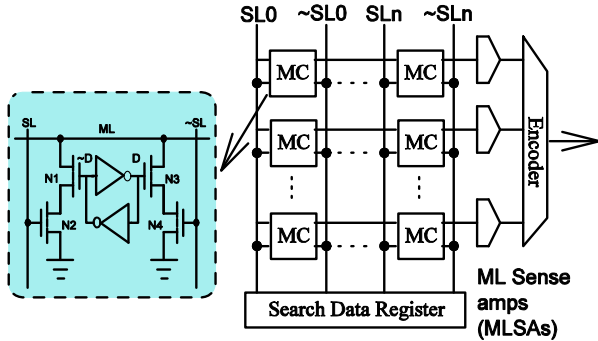 SL0 ~SL0 SLn ~SLn
MC MC
SL ML ~SL
~D D
N1 N3
N2 N4
MC MC
MC MC
Encoder
Search Data Register
ML Sense
amps
(MLSAs)